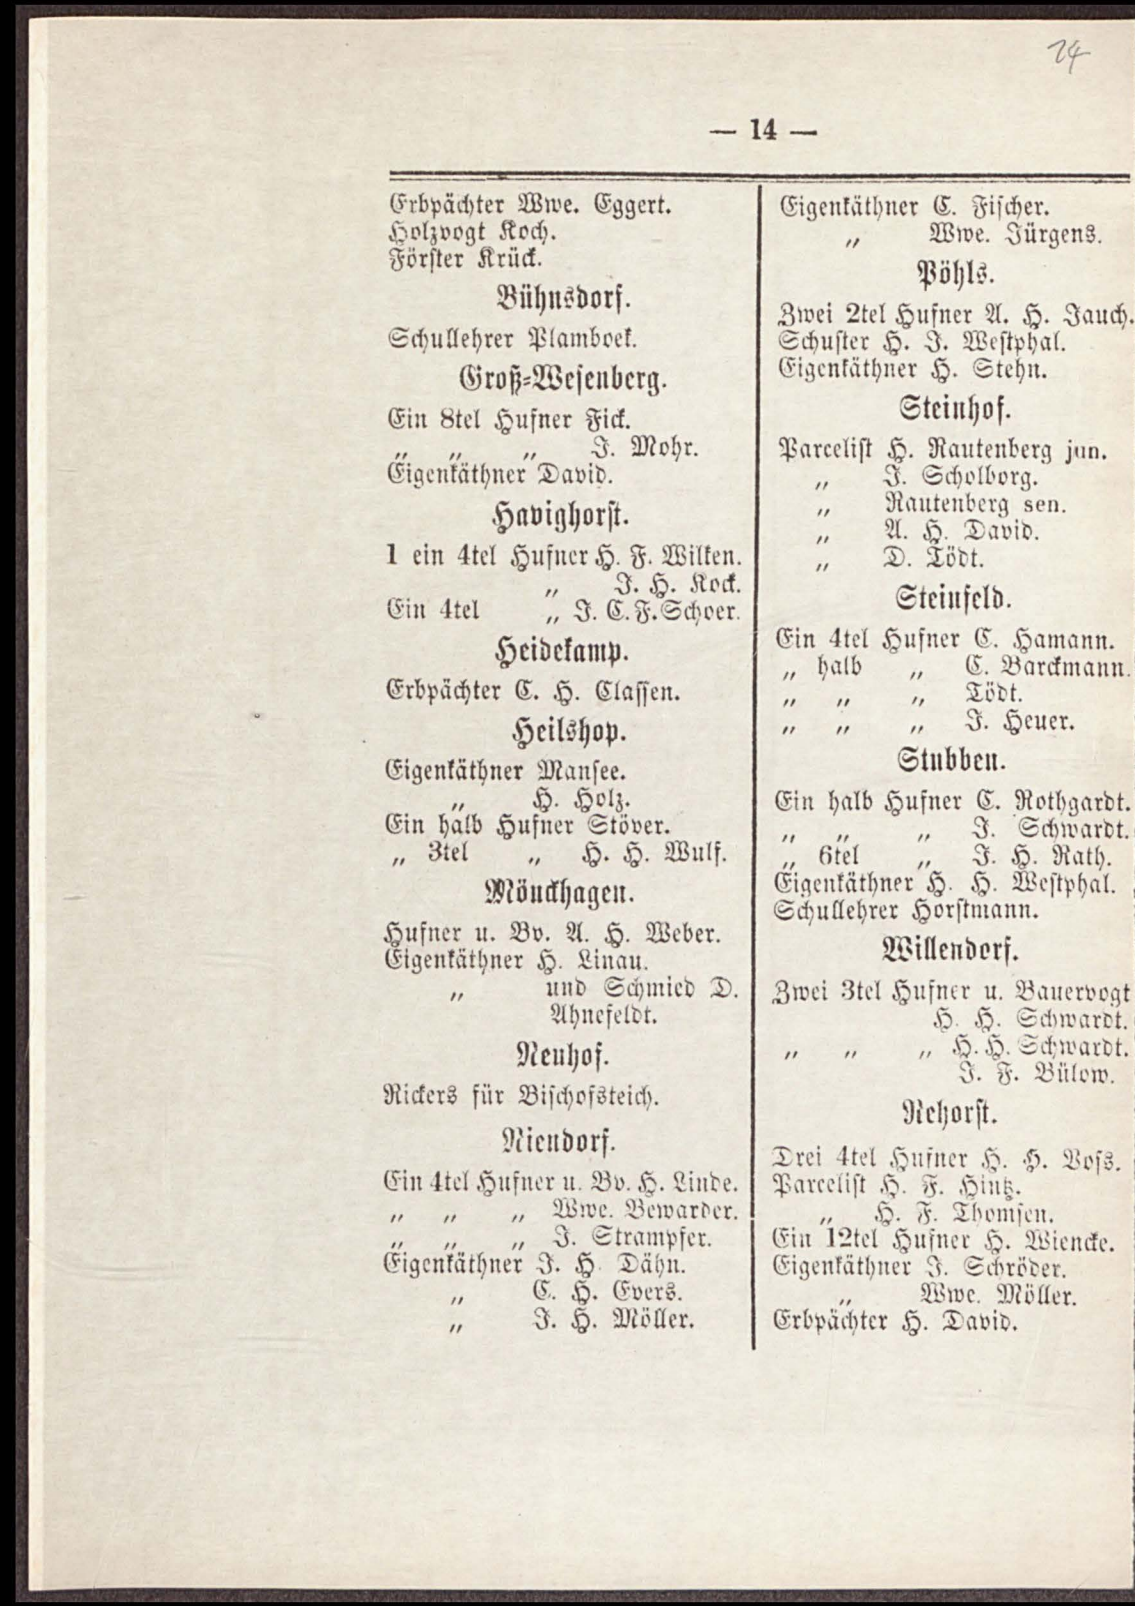 24
— 14 —
Erbpächter Wwe. Eggert.
Holzvogt Koch.
Förster Krück.
Bühnsdorf.
Schullehrer Plamboek.
Groß-Wesenberg.
Ein 8tel Hufner Fick.
„ „ „ J. Mohr.
Eigenkäthner David.
Havighorst.
1 ein 4tel Hufner H. F. Wilken.
„ J. H. Kock.
Ein 4tel „ J. C. F. Schoer.
Heidekamp.
Erbpächter C. H. Classen.
Heilshop.
Eigenkäthner Mansee.
„ H. Holz.
Ein halb Hufner Stöver.
„ 3tel „ H. H. Wulf.
Mönckhagen.
Hufner u. Bv. A. H. Weber.
Eigenkäthner H. Linau.
„ und Schmied D.
Ahnefeldt.
Neuhof.
Rickers für Bischofsteich.
Niendorf.
Ein 4tel Hufner u. Bv. H. Linde.
„ „ „ Wwe. Bewarder.
„ „ „ J. Strampfer.
Eigenkäthner J. H. Dähn.
„ C. H. Evers.
„ J. H. Möller.
Eigenkäthner C. Fischer.
„ Wwe. Jürgens.
Pöhls.
Zwei 2tel Hufner A. H. Jauch.
Schuster H. J. Westphal.
Eigenkäthner H. Stehn.
Steinhof.
Parcelist H. Rautenberg jun.
„ J. Scholborg.
„ Rautenberg sen.
„ A. H. David.
„ D. Tödt.
Steinfeld.
Ein 4tel Hufner C. Hamann.
„ halb „ C. Barckmann.
„ „ „ Tödt.
„ „ „ J. Heuer.
Stubben.
Ein halb Hufner C. Rothgardt.
„ „ „ J. Schwardt.
„ 6tel „ J. H. Rath.
Eigenkäthner H. H. Westphal.
Schullehrer Horstmann.
Willendorf.
Zwei 3tel Hufner u. Bauervogt
H. H. Schwardt.
„ „ „ H. H. Schwardt.
J. F. Bülow.
Rehorst.
Drei 4tel Hufner H. H. Voss.
Parcelist H. F. Hintz.
„ H. F. Thomsen.
Ein 12tel Hufner H. Wiencke.
Eigenkäthner J. Schröder.
„ Wwe. Möller.
Erbpächter H. David.